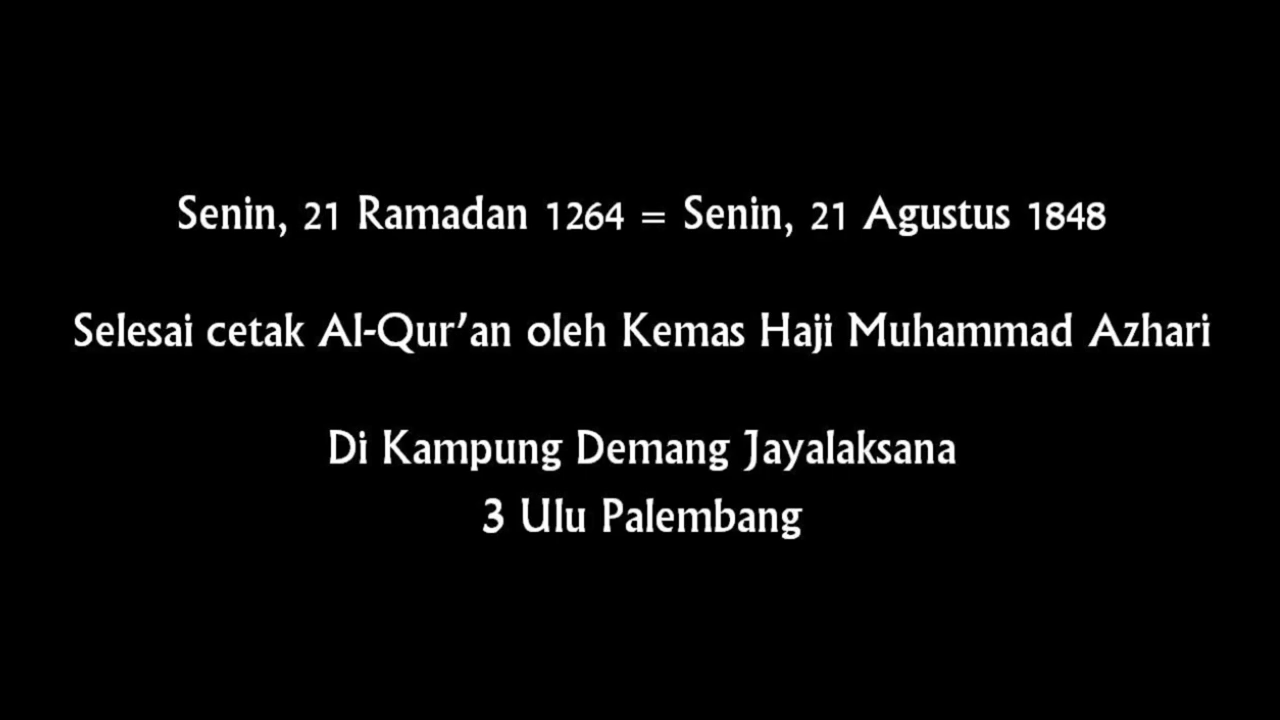 Senin, 21 Ramadan 1264 = Senin, 21 Agustus 1848
Selesai cetak Al-Qur’an oleh Kemas Haji Muhammad Azhari
Di Kampung Demang Jayalaksana
3 Ulu Palembang